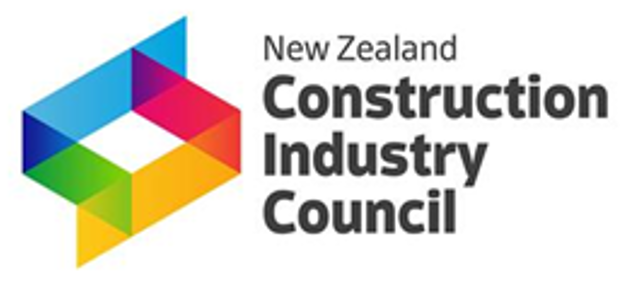 New Zealand
Construction
Industry
Council